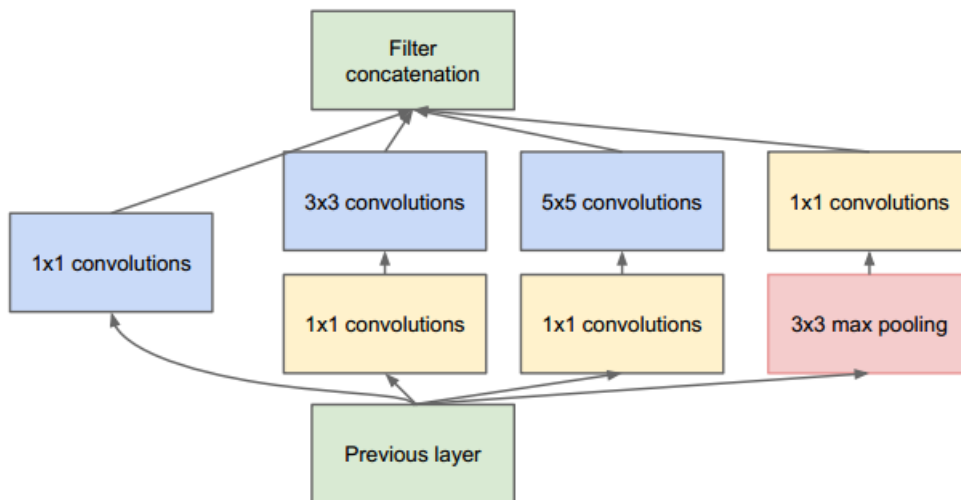 Filter
concatenation
3x3 convolutions
5x5 convolutions
1x1 convolutions
1x1 convolutions
1x1 convolutions
1x1 convolutions
3x3 max pooling
Previous layer